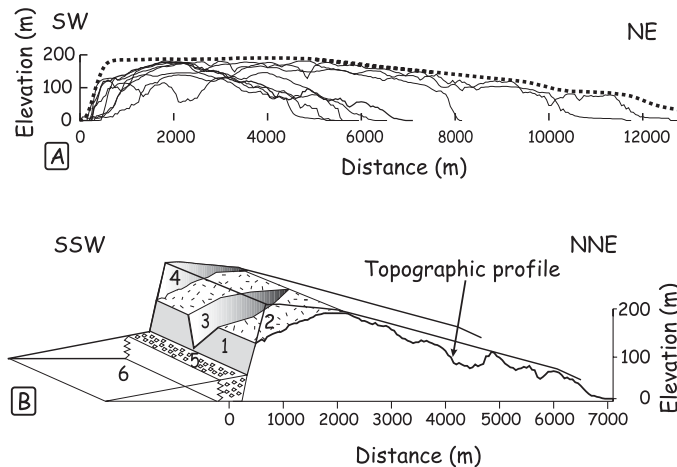 SW
NE
Elevation (m)
200
100
0
0 2000 4000 6000 8000 10000 12000
Distance (m)
A
SSW
NNE
Topographic profile
4
3
2
1
5
6
200
100
0
Elevation (m)
B
0 1000 2000 3000 4000 5000 6000 7000
Distance (m)